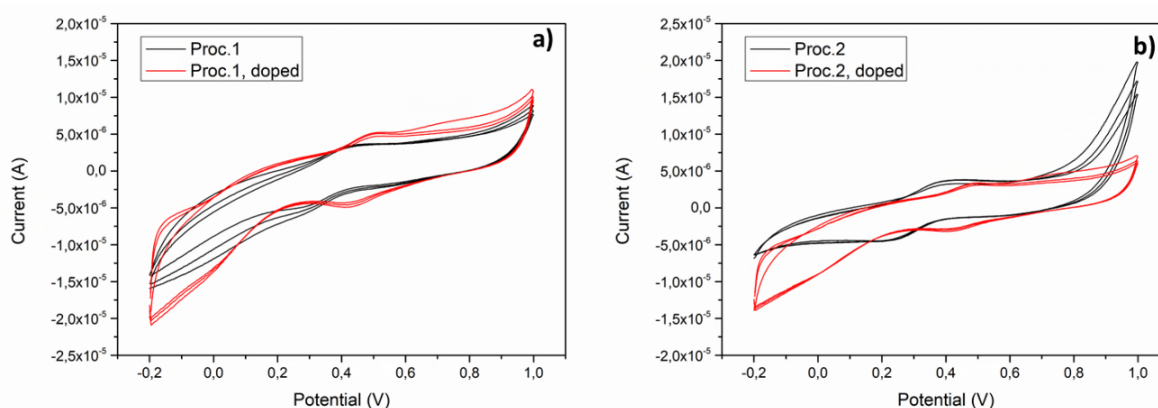 a)
Proc.1
Proc.1, doped
2,0x10⁻⁵
1,5x10⁻⁵
1,0x10⁻⁵
5,0x10⁻⁶
0,0
-5,0x10⁻⁶
-1,0x10⁻⁵
-1,5x10⁻⁵
-2,0x10⁻⁵
-2,5x10⁻⁵
Current (A)
-0,2 0,0 0,2 0,4 0,6 0,8 1,0
Potential (V)
b)
Proc.2
Proc.2, doped
2,5x10⁻⁵
2,0x10⁻⁵
1,5x10⁻⁵
1,0x10⁻⁵
5,0x10⁻⁶
0,0
-5,0x10⁻⁶
-1,0x10⁻⁵
-1,5x10⁻⁵
-2,0x10⁻⁵
Current (A)
-0,2 0,0 0,2 0,4 0,6 0,8 1,0
Potential (V)